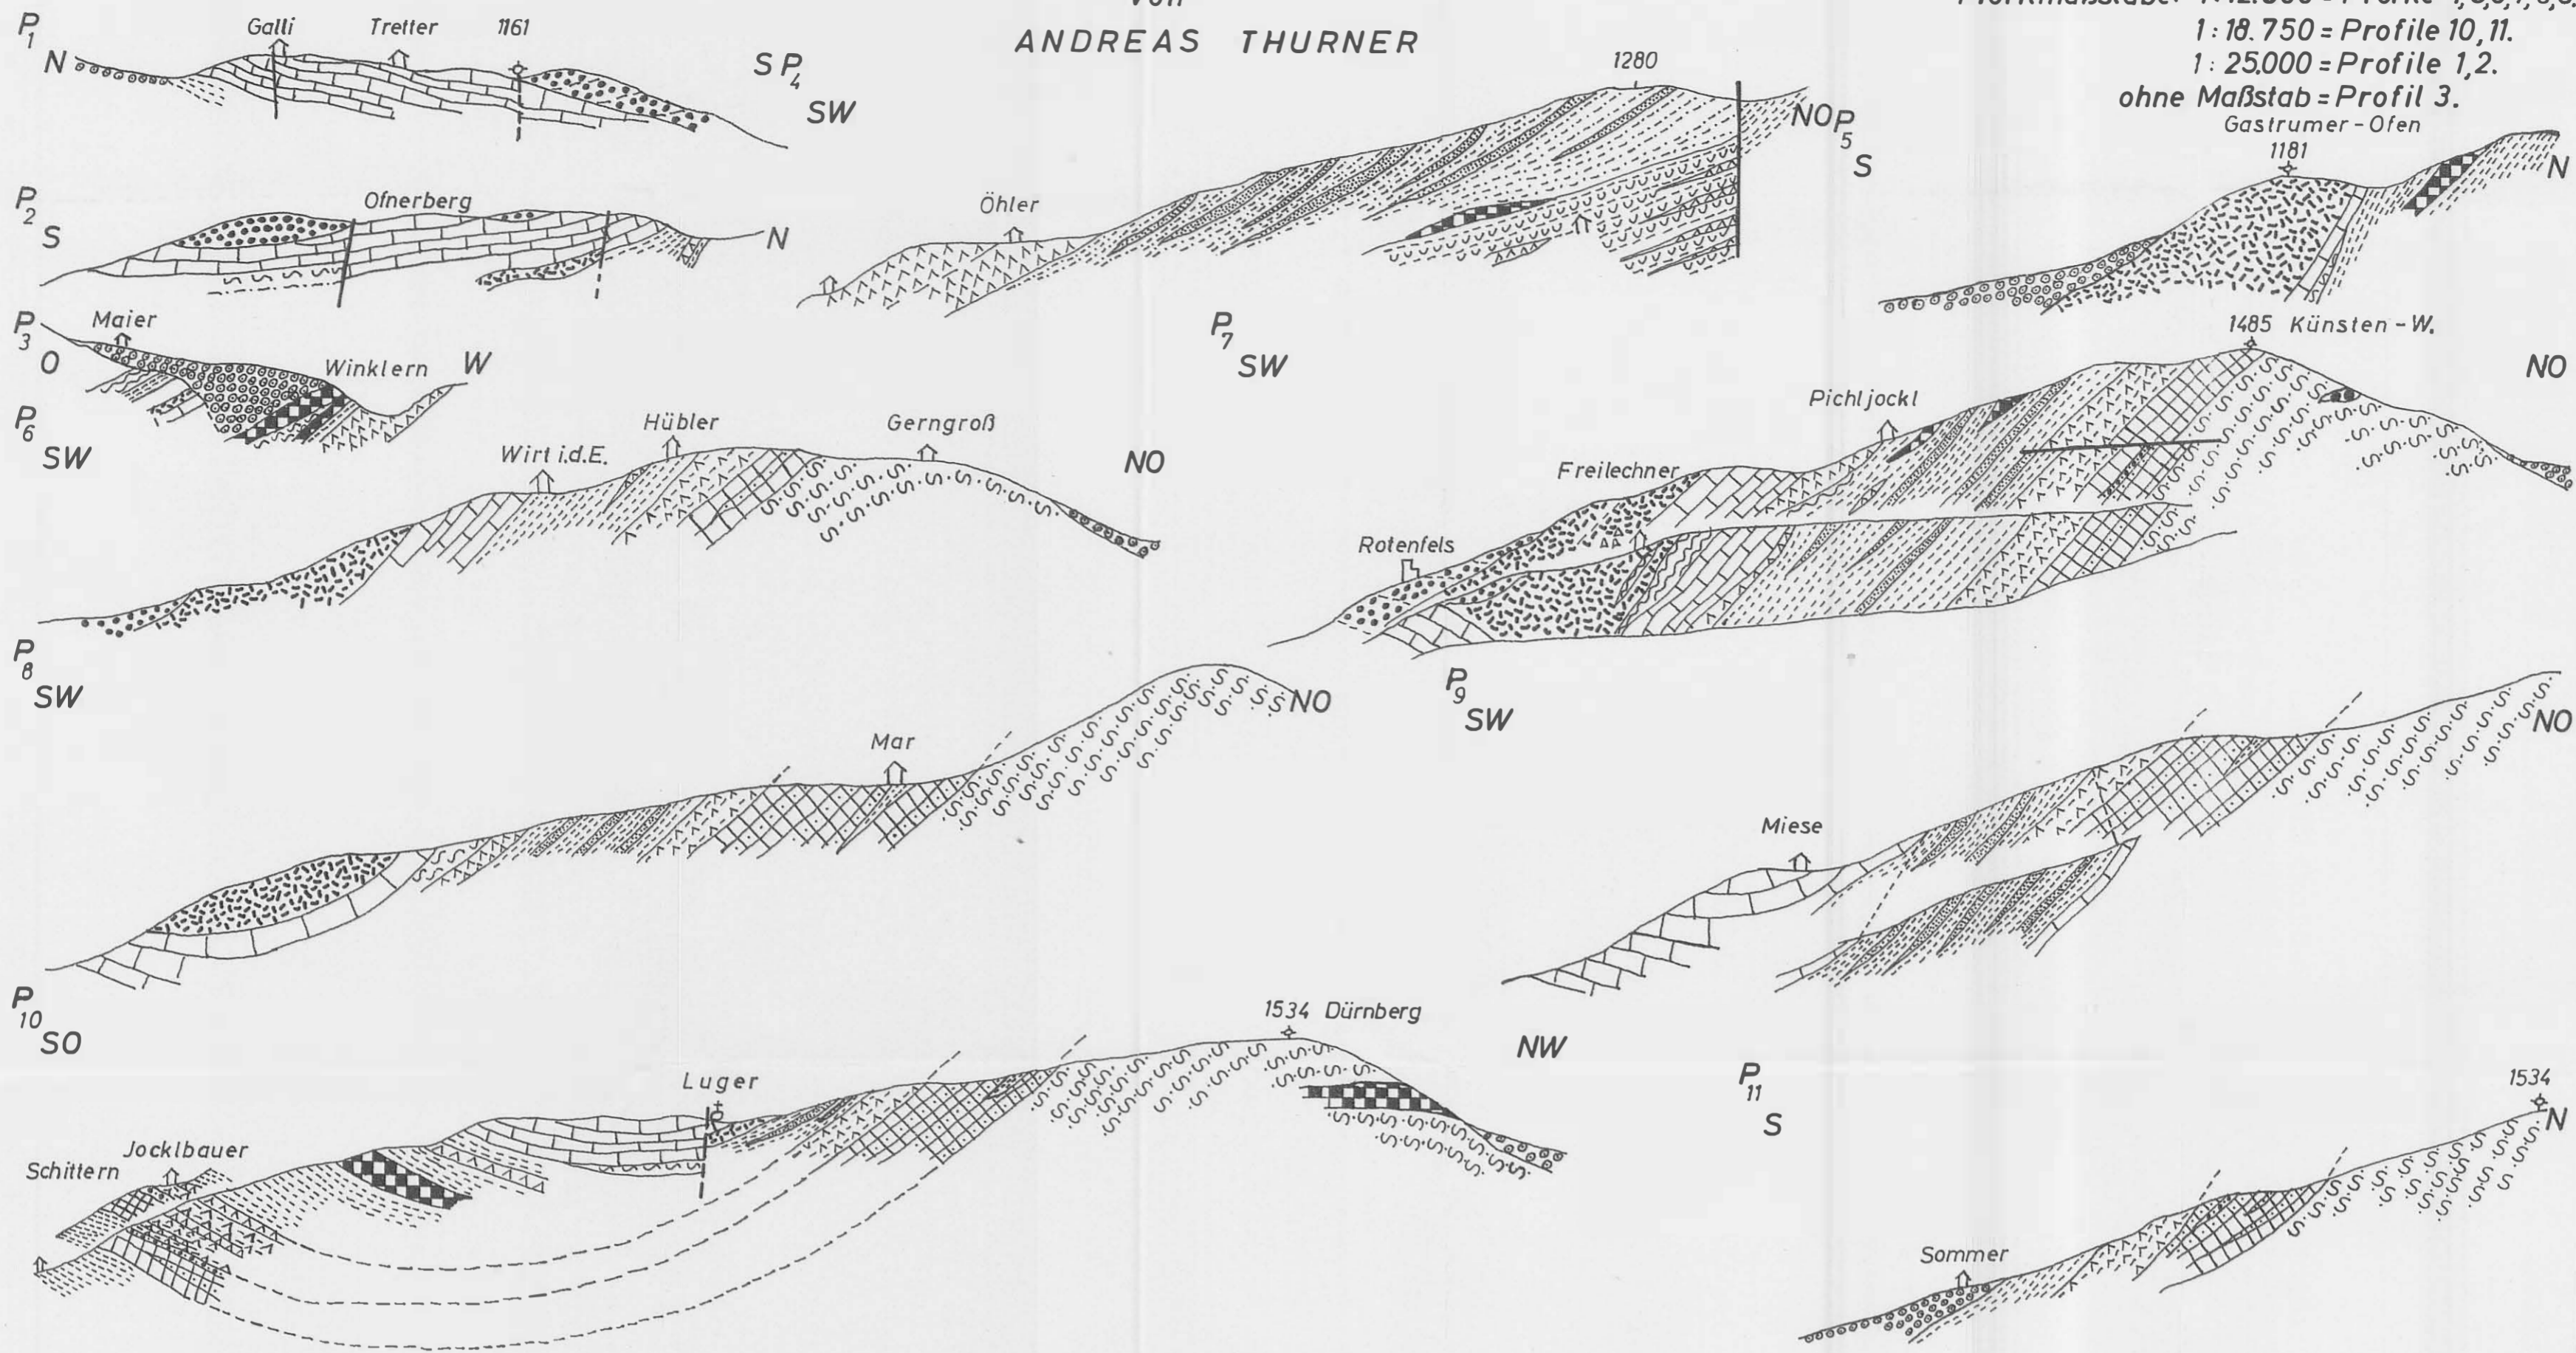 von
ANDREAS THURNER
1:18.750 = Profile 10, 11.
1: 25.000 = Profile 1, 2.
ohne Maßstab = Profil 3.
P1
N
Galli
Tretter
1161
S
P4
SW
Öhler
1280
NO
P5
S
Gastrumer-Ofen
1181
N
P2
S
Ofnerberg
N
P3
O
Maier
Winklern
W
P6
SW
Wirt i.d.E.
Hübler
Gerngroß
NO
P7
SW
Rotenfels
Freilechner
Pichljockl
1485 Künsten-W.
NO
P8
SW
Mar
NO
P9
SW
Miese
NO
P10
SO
Schittern
Jocklbauer
Luger
1534 Dürnberg
NW
P11
S
Sommer
1534
N